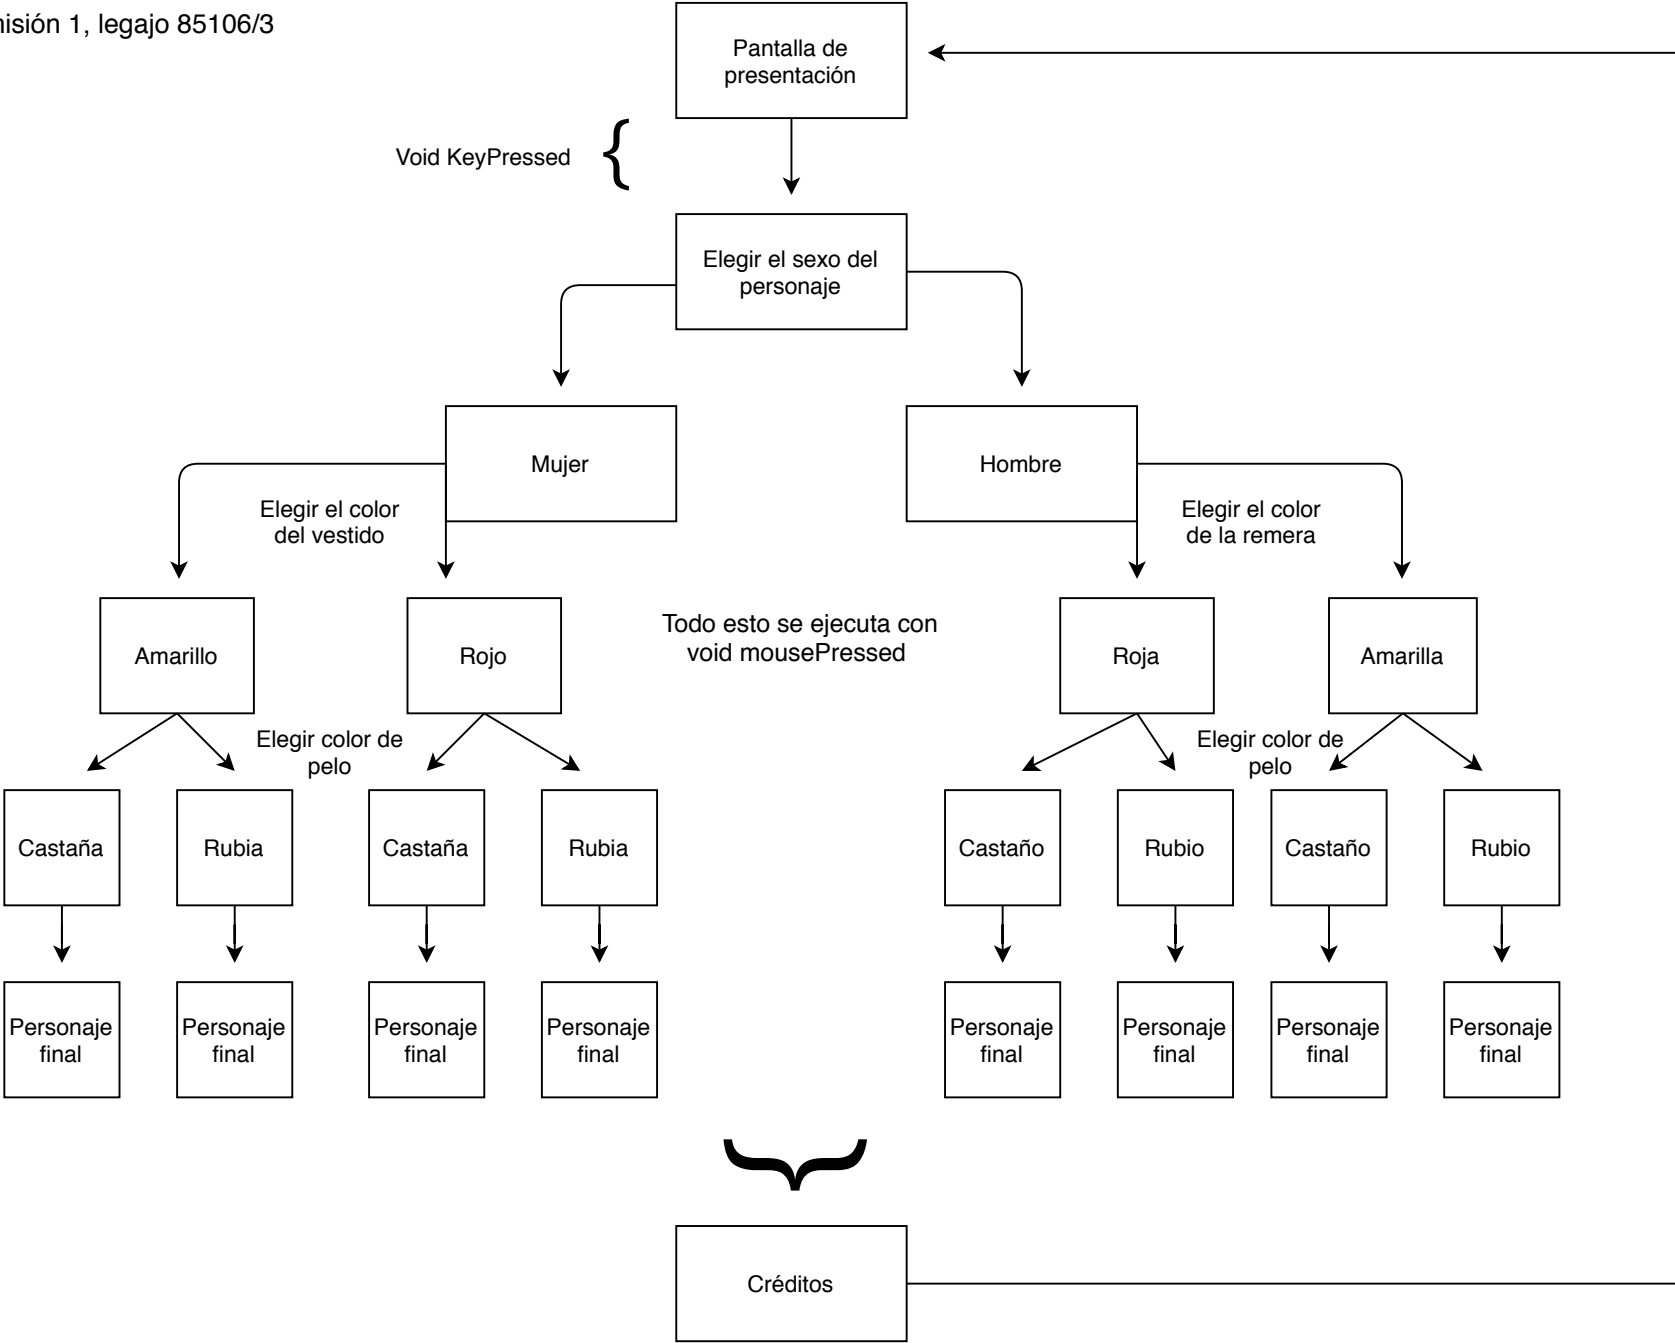 legajo 85106/3
Pantalla de
presentación
Void KeyPressed
{
Elegir el sexo del
personaje
Mujer
Hombre
Elegir el color
del vestido
Elegir el color
de la remera
Amarillo
Rojo
Todo esto se ejecuta con
void mousePressed
Roja
Amarilla
Elegir color de
pelo
Elegir color de
pelo
Castaña
Rubia
Castaña
Rubia
Castaño
Rubio
Castaño
Rubio
Personaje
final
Personaje
final
Personaje
final
Personaje
final
Personaje
final
Personaje
final
Personaje
final
Personaje
final
}
Créditos